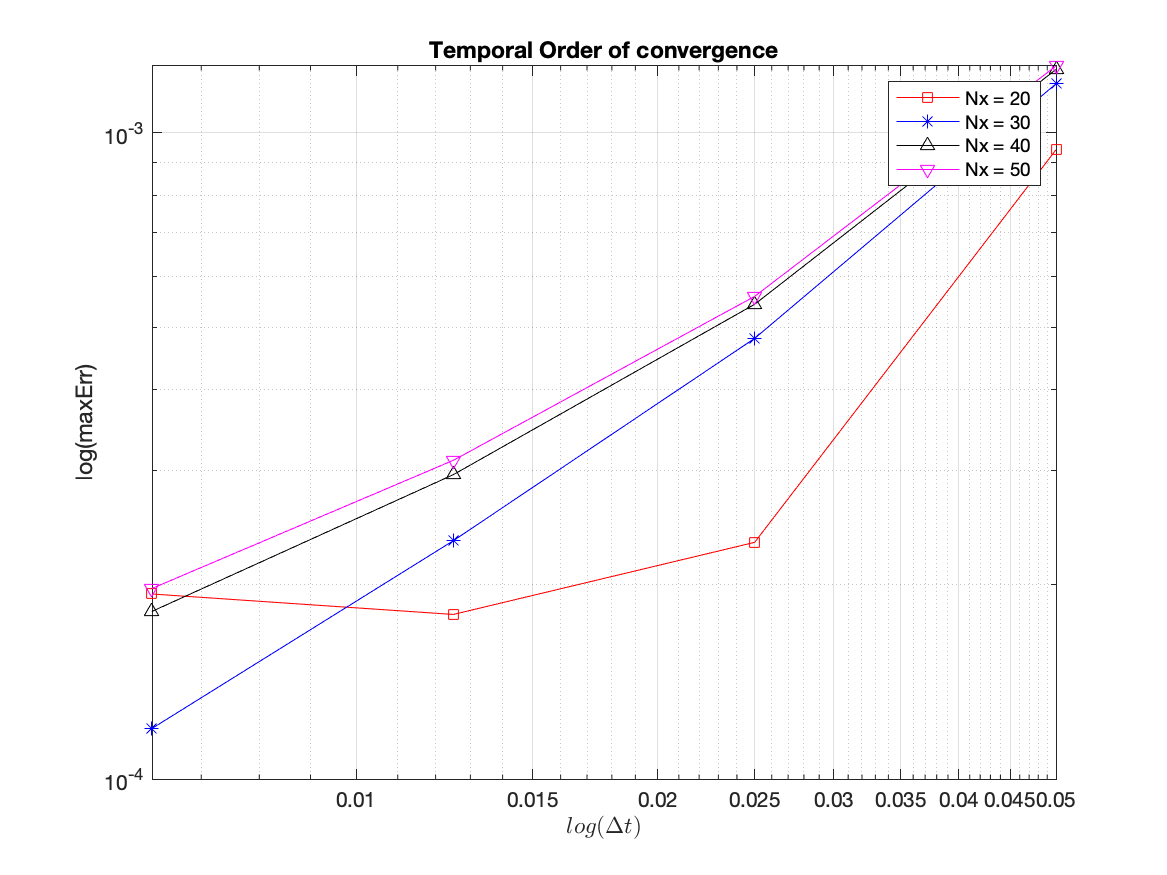 Temporal Order of convergence
Nx = 20
Nx = 30
Nx = 40
Nx = 50
10^-3
log(maxErr)
10^-4
0.01 0.015 0.02 0.025 0.03 0.035 0.04 0.045 0.05
log(Δt)